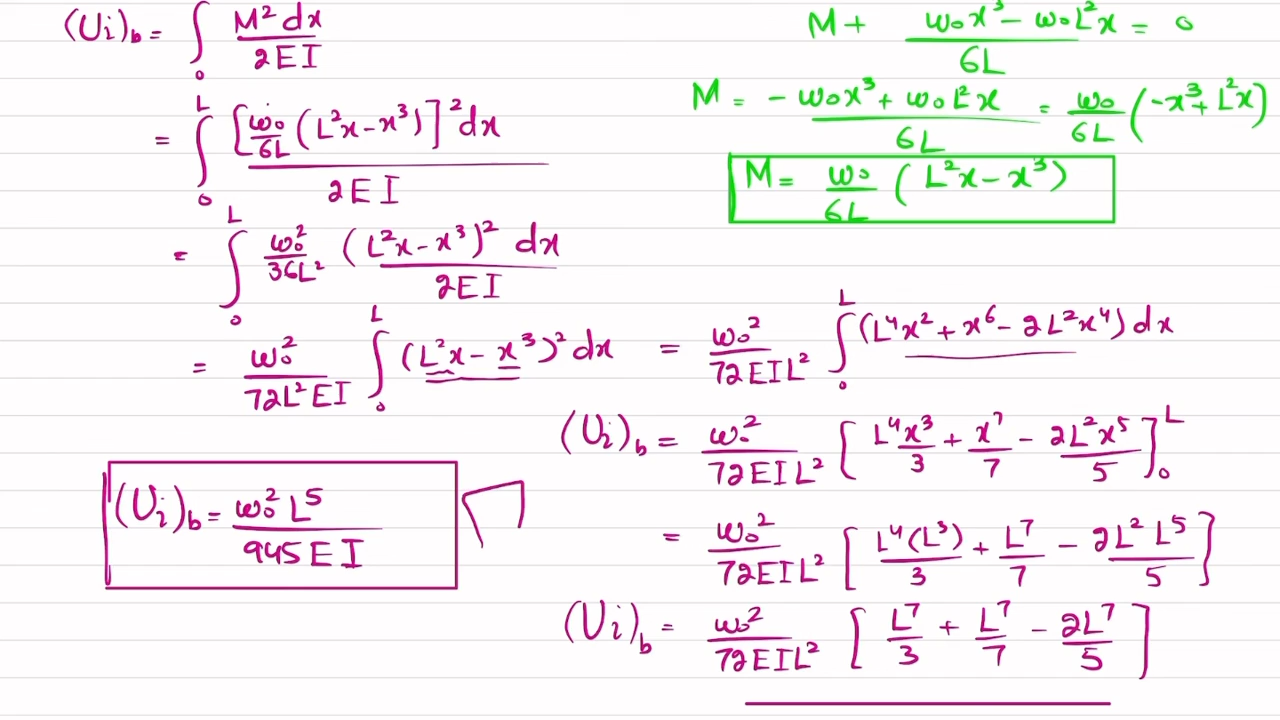 (Ui)b = ∫₀ M² dx / 2EI
= ∫₀ᴸ [w₀/6L (L²x - x³)]² dx / 2EI
= ∫₀ᴸ w₀²/36L² (L²x - x³)² dx / 2EI
= w₀² / 72L²EI ∫₀ᴸ (L²x - x³)² dx
(Ui)b = w₀² L⁵ / 945EI
M + w₀x³ - w₀L²x / 6L = 0
M = -w₀x³ + w₀L²x / 6L = w₀/6L (-x³ + L²x)
M = w₀/6L (L²x - x³)
= w₀² / 72EIL² ∫₀ᴸ (L⁴x² + x⁶ - 2L²x⁴) dx
(Ui)b = w₀² / 72EIL² [L⁴x³/3 + x⁷/7 - 2L²x⁵/5]₀ᴸ
= w₀² / 72EIL² [L⁴(L³)/3 + L⁷/7 - 2L² L⁵/5]
(Ui)b = w₀² / 72EIL² [L⁷/3 + L⁷/7 - 2L⁷/5]